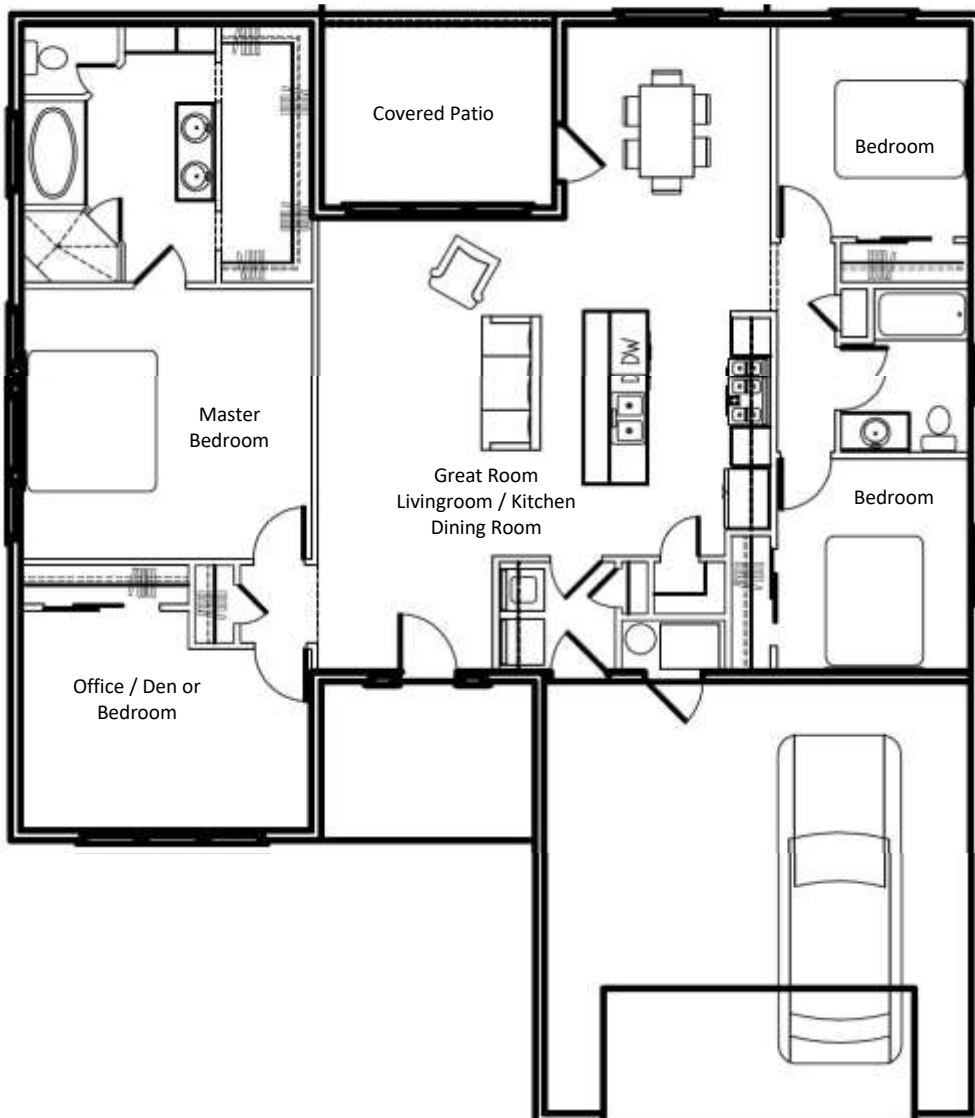 Covered Patio
Bedroom
DW
Master
Bedroom
Great Room
Livingroom / Kitchen
Dining Room
Bedroom
Office / Den or
Bedroom